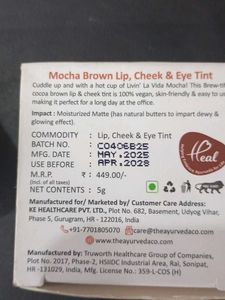 Mocha Brown Lip, Cheek & Eye Tint
Cuddle up and with a hot cup of Livin' La Vida Mocha! This Brew-tif
cocoa brown lip & cheek tint is 100% vegan, skin-friendly & easy to u
making it perfect for a long day at the office.
Impact : Moisturized Matte (has natural butters to impart dewy &
glowing effect).
COMMODITY : Lip, Cheek & Eye Tint
BATCH NO. : C0406B25
MFG. DATE : MAY.2025
USE BEFORE : APR.2028
M.R.P. : ₹ 449.00/-
(Incl. of all taxes)
NET CONTENT : 5g
Heal
Manufactured for/ Marketed by/ Customer Care Address:
KE HEALTHCARE PVT. LTD., Plot No. 682, Basement, Udyog Vihar,
Phase 5, Gurugram, HR -122016, INDIA
+91-7701805070 care@theayurvedaco.com
www.theayurvedaco.com
Manufactured by: Truworth Healthcare Group of Companies,
Plot No. 2017, Phase-2, HSIIDC Industrial Area, Rai, Sonipat,
HR -131029, India, Mfg. License No.: 359-L-COS (H)